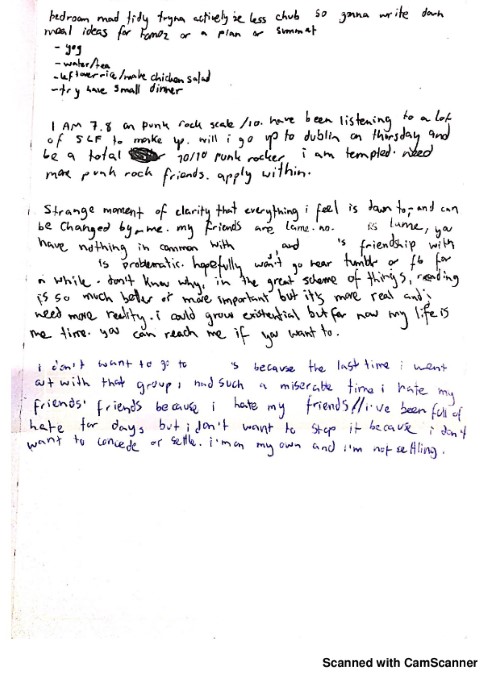 bedroom mad tidy tryna actively be less chub so gonna write down
meal ideas for tomoz or a plan or summat
- yog
- water/tea
- leftover rice/make chicken salad
- try have small dinner
I AM 7.8 on punk rock scale /10. have been listening to a lot
of SLF to make up. will i go up to dublin on thursday and
be a total 10/10 punk rocker i am tempted. need
more punk rock friends. apply within.
Strange moment of clarity that everything i feel is down to, and can
be changed by, me. my friends are lame. no. is lame, you
have nothing in common with , and 's friendship with
is problematic. hopefully won't go near tumblr or fb for
a while. don't know why, in the great scheme of things, reading
is so much better or more important but it's more real and i
need more reality. i could grow existential but for now my life is
me time. you can reach me if you want to.
i don't want to go to 's because the last time i went
out with that group i had such a miserable time i hate my
friends' friends because i hate my friends//i've been full of
hate for days but i don't want to stop it because i don't
want to concede or settle. i'm on my own and i'm not settling.
Scanned with CamScanner